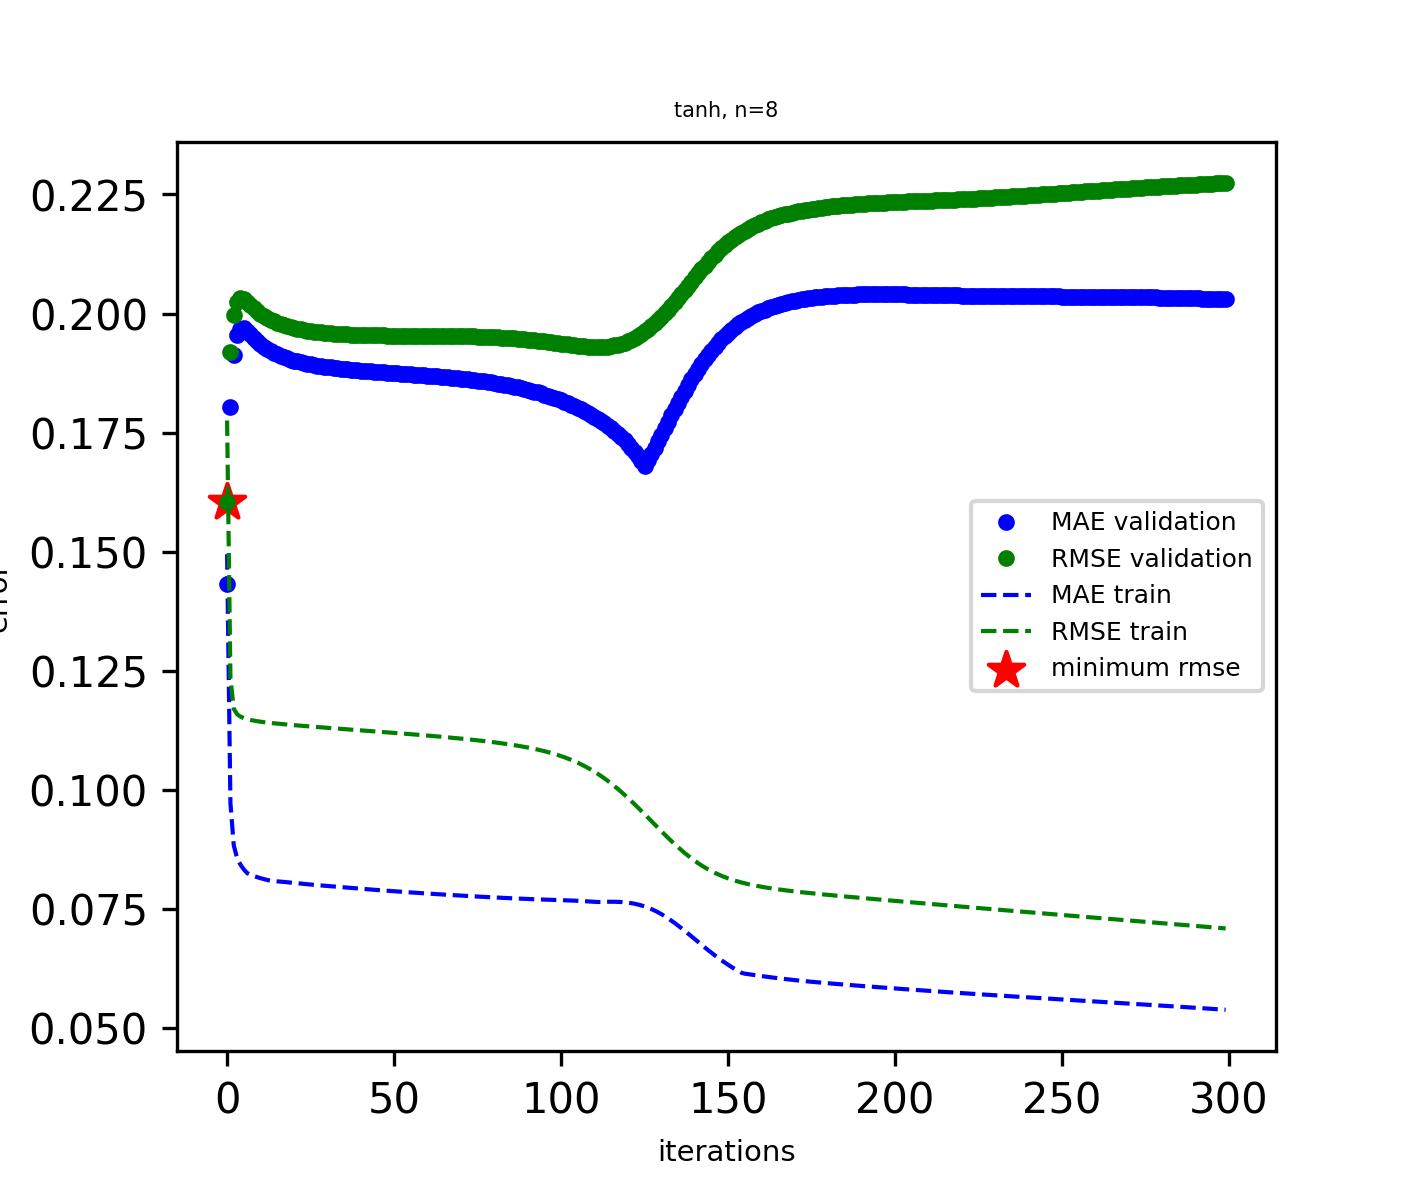 tanh, n=8
0.225
0.200
0.175
0.150
0.125
0.100
0.075
0.050
MAE validation
RMSE validation
MAE train
RMSE train
minimum rmse
0 50 100 150 200 250 300
iterations